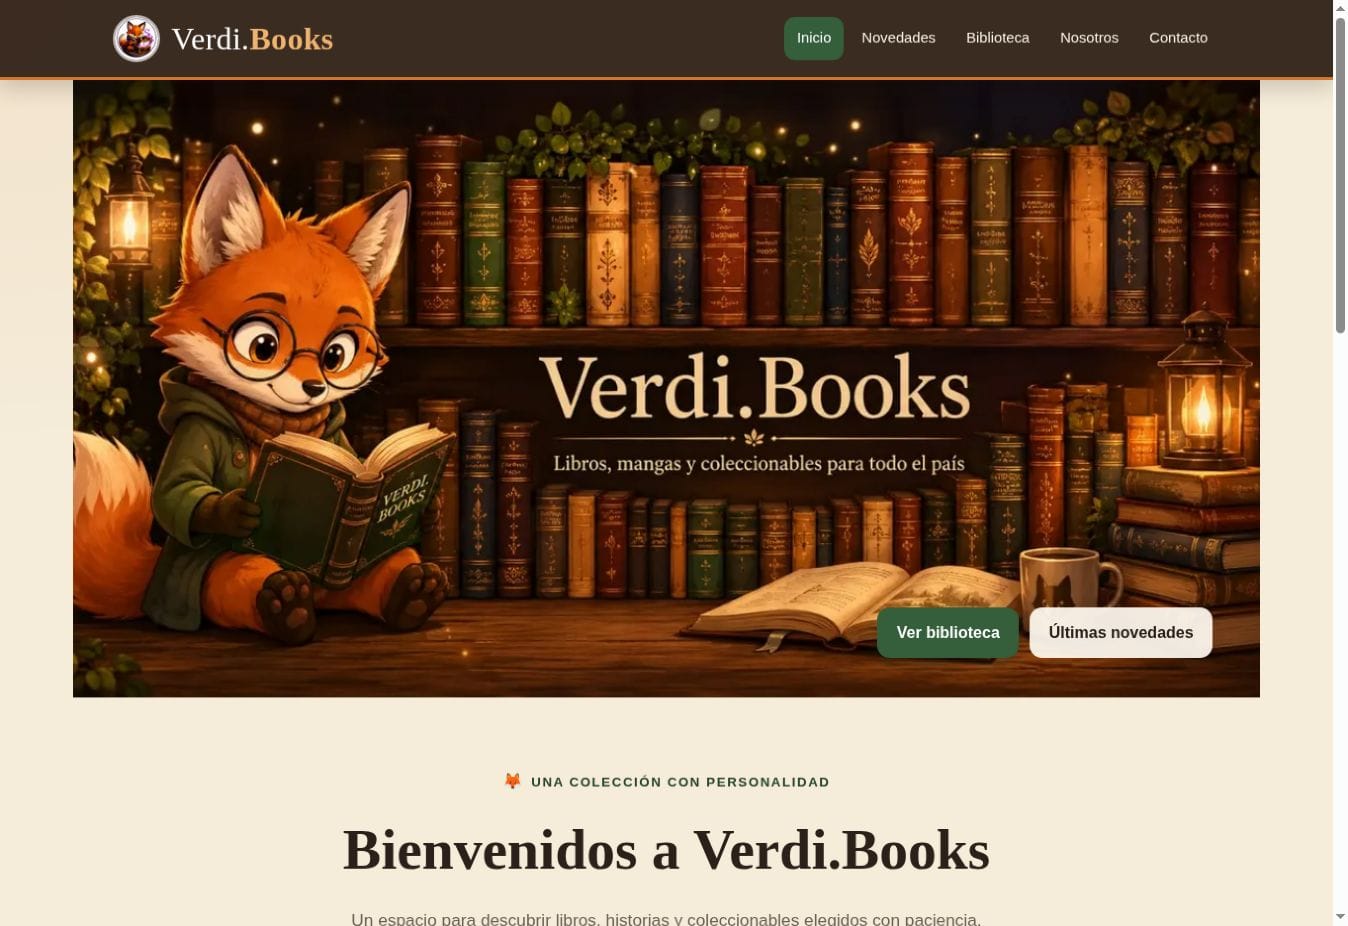 Verdi.Books
Inicio
Novedades
Biblioteca
Nosotros
Contacto
Verdi.Books
Libros, mangas y coleccionables para todo el país
VERDI.
BOOKS
Ver biblioteca
Últimas novedades
UNA COLECCIÓN CON PERSONALIDAD
Bienvenidos a Verdi.Books
Un espacio para descubrir libros, historias y coleccionables elegidos con paciencia,